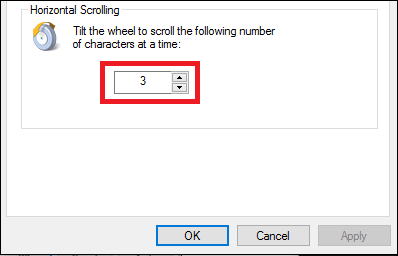 Horizontal Scrolling
Tilt the wheel to scroll the following number
of characters at a time:
3
OK Cancel Apply